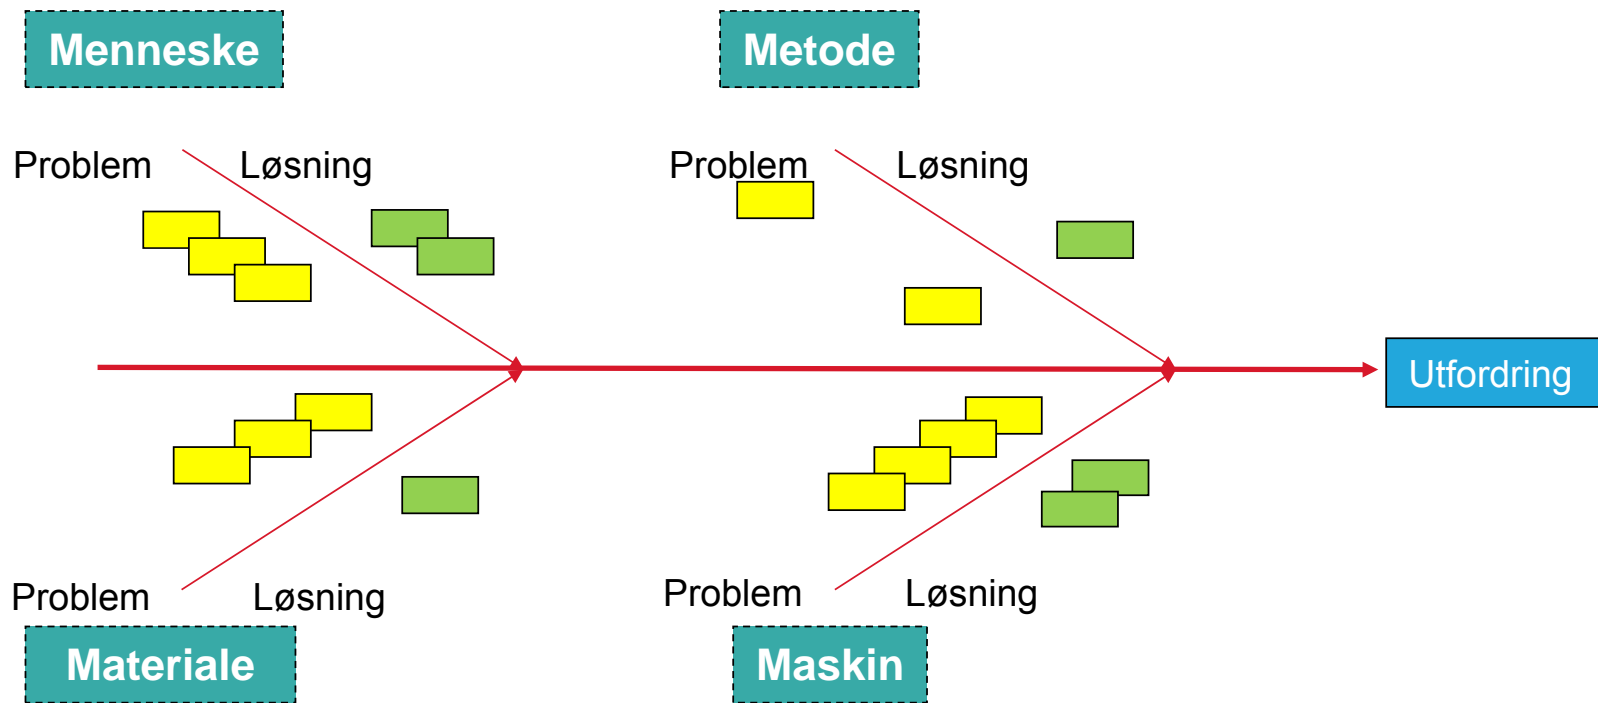 Menneske
Metode
Problem
Løsning
Problem
Løsning
Utfordring
Problem
Løsning
Problem
Løsning
Materiale
Maskin